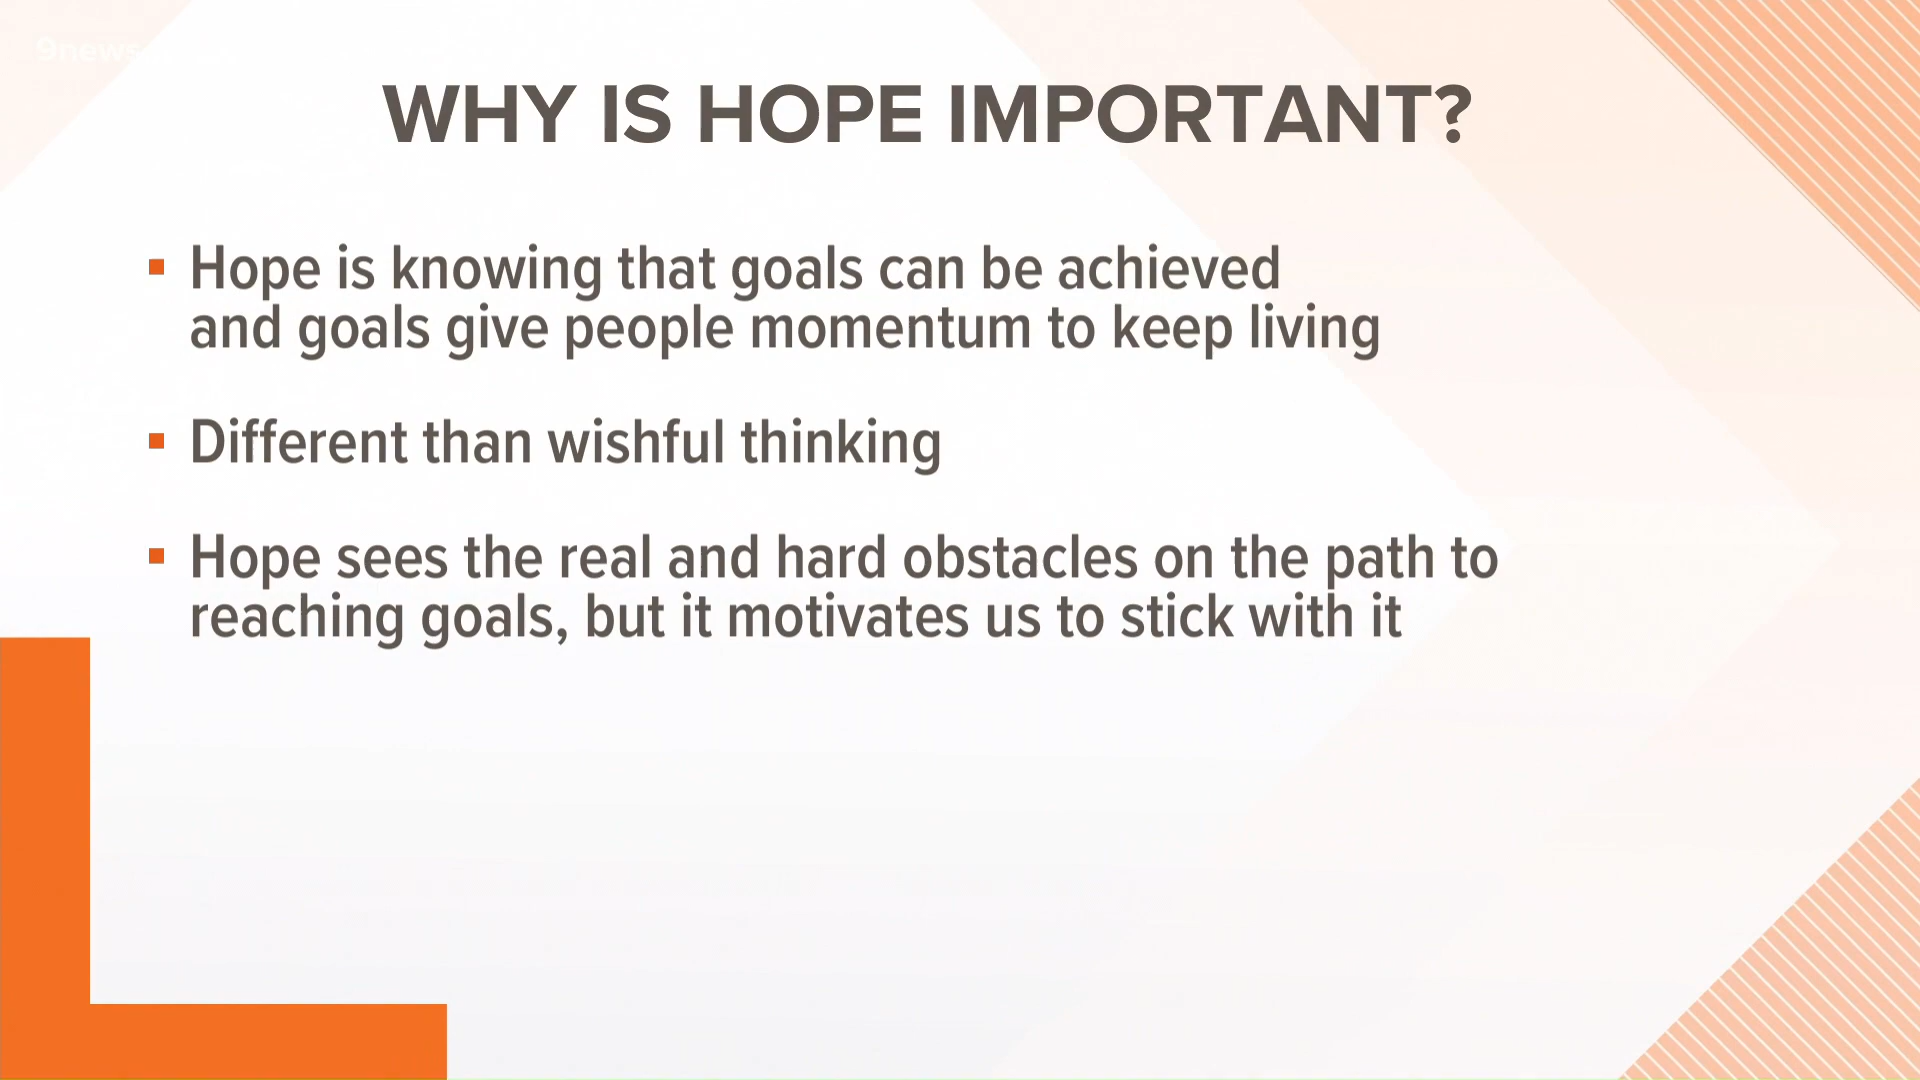 9news
WHY IS HOPE IMPORTANT?
▪ Hope is knowing that goals can be achieved
and goals give people momentum to keep living
▪ Different than wishful thinking
▪ Hope sees the real and hard obstacles on the path to
reaching goals, but it motivates us to stick with it